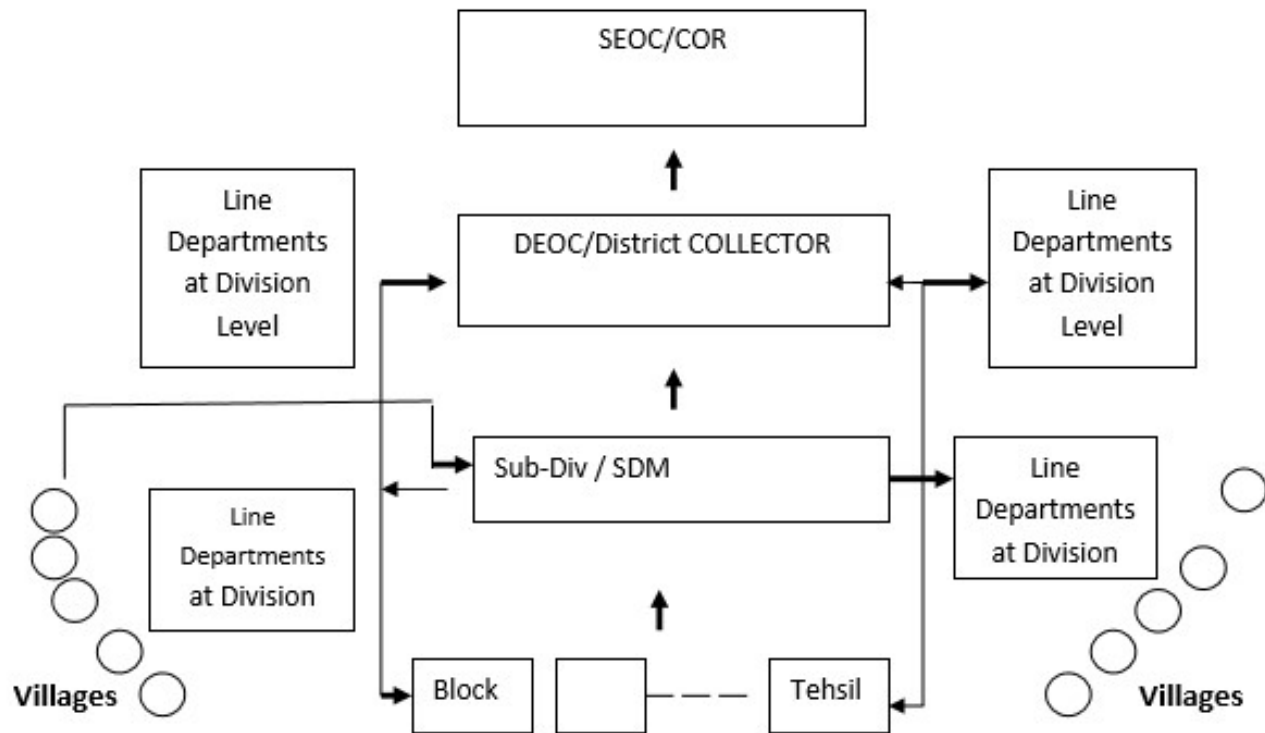 SEOC/COR
Line
Departments
at Division
Level
DEOC/District COLLECTOR
Line
Departments
at Division
Level
Sub-Div / SDM
Line
Departments
at Division
Line
Departments
at Division
Villages
Block
Tehsil
Villages